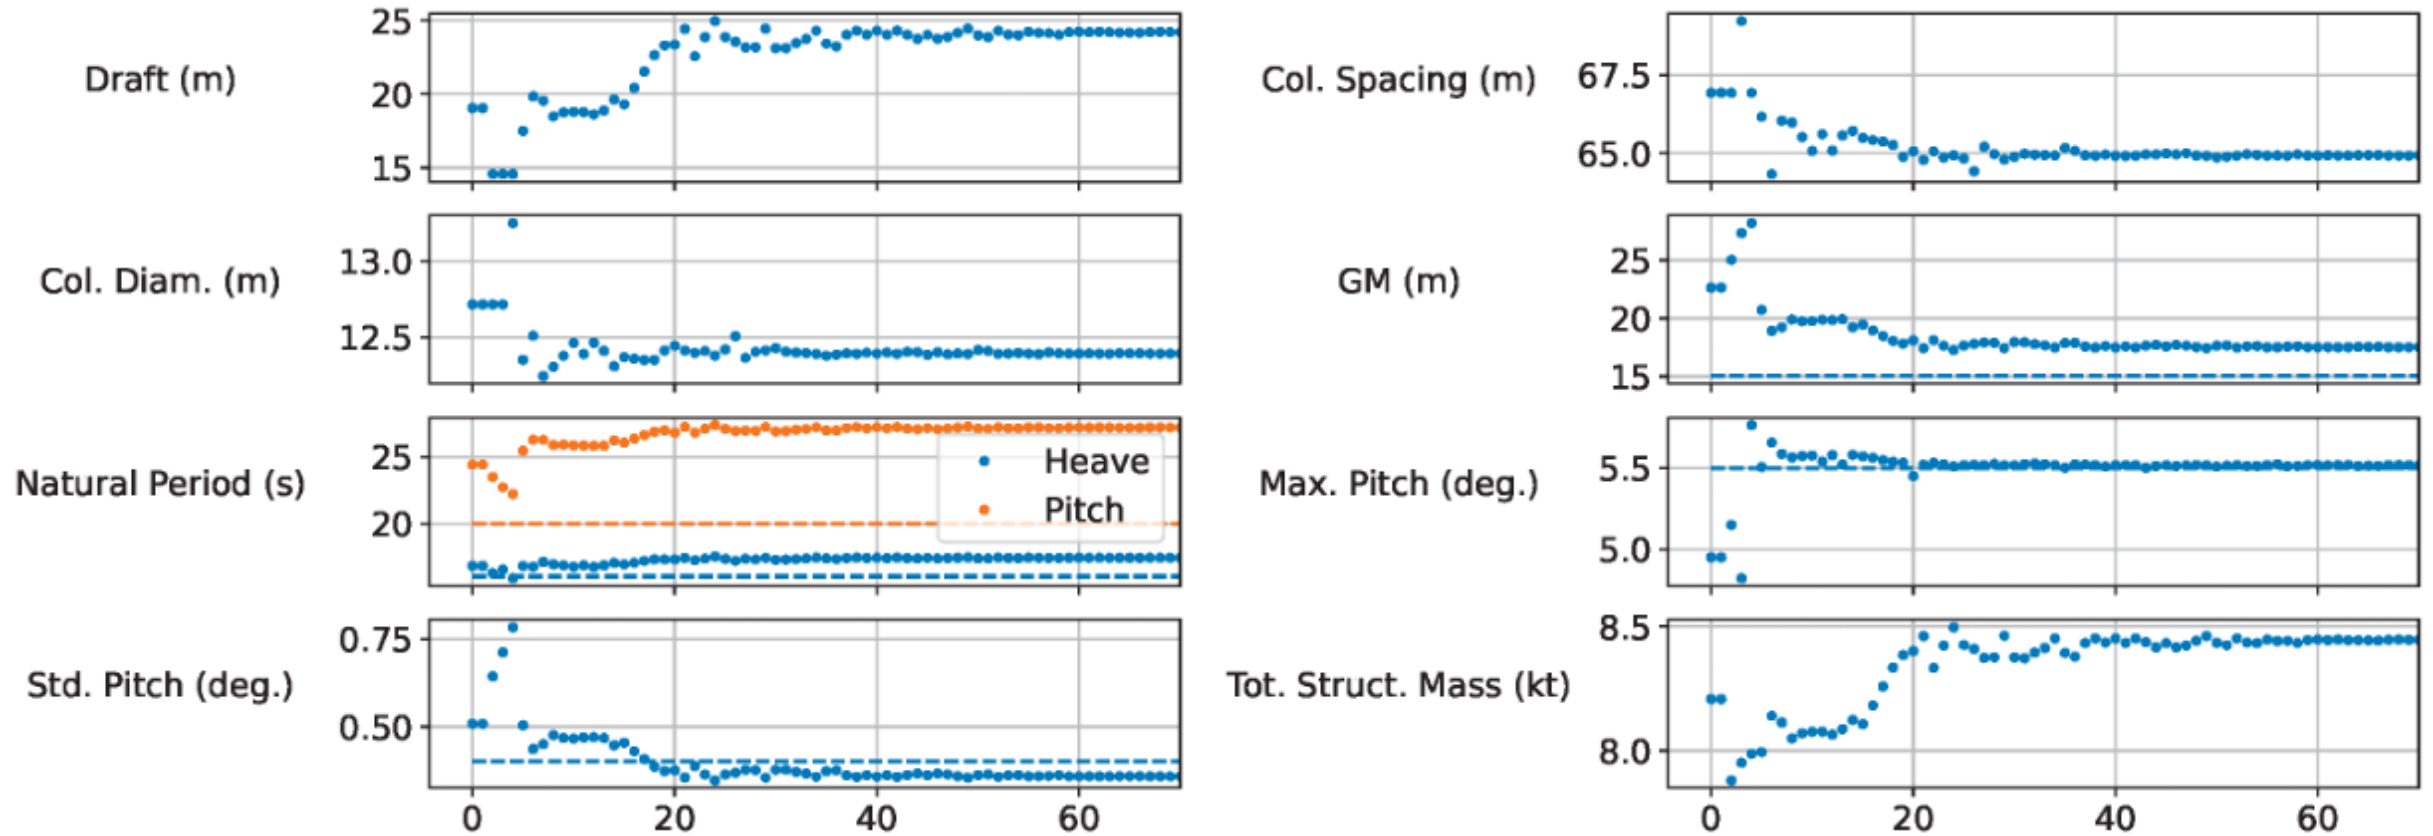 Draft (m)
25
20
15
Col. Spacing (m)
67.5
65.0
Col. Diam. (m)
13.0
12.5
GM (m)
25
20
15
Natural Period (s)
25
20
Heave
Pitch
Max. Pitch (deg.)
5.5
5.0
Std. Pitch (deg.)
0.75
0.50
0 20 40 60
Tot. Struct. Mass (kt)
8.5
8.0
0 20 40 60